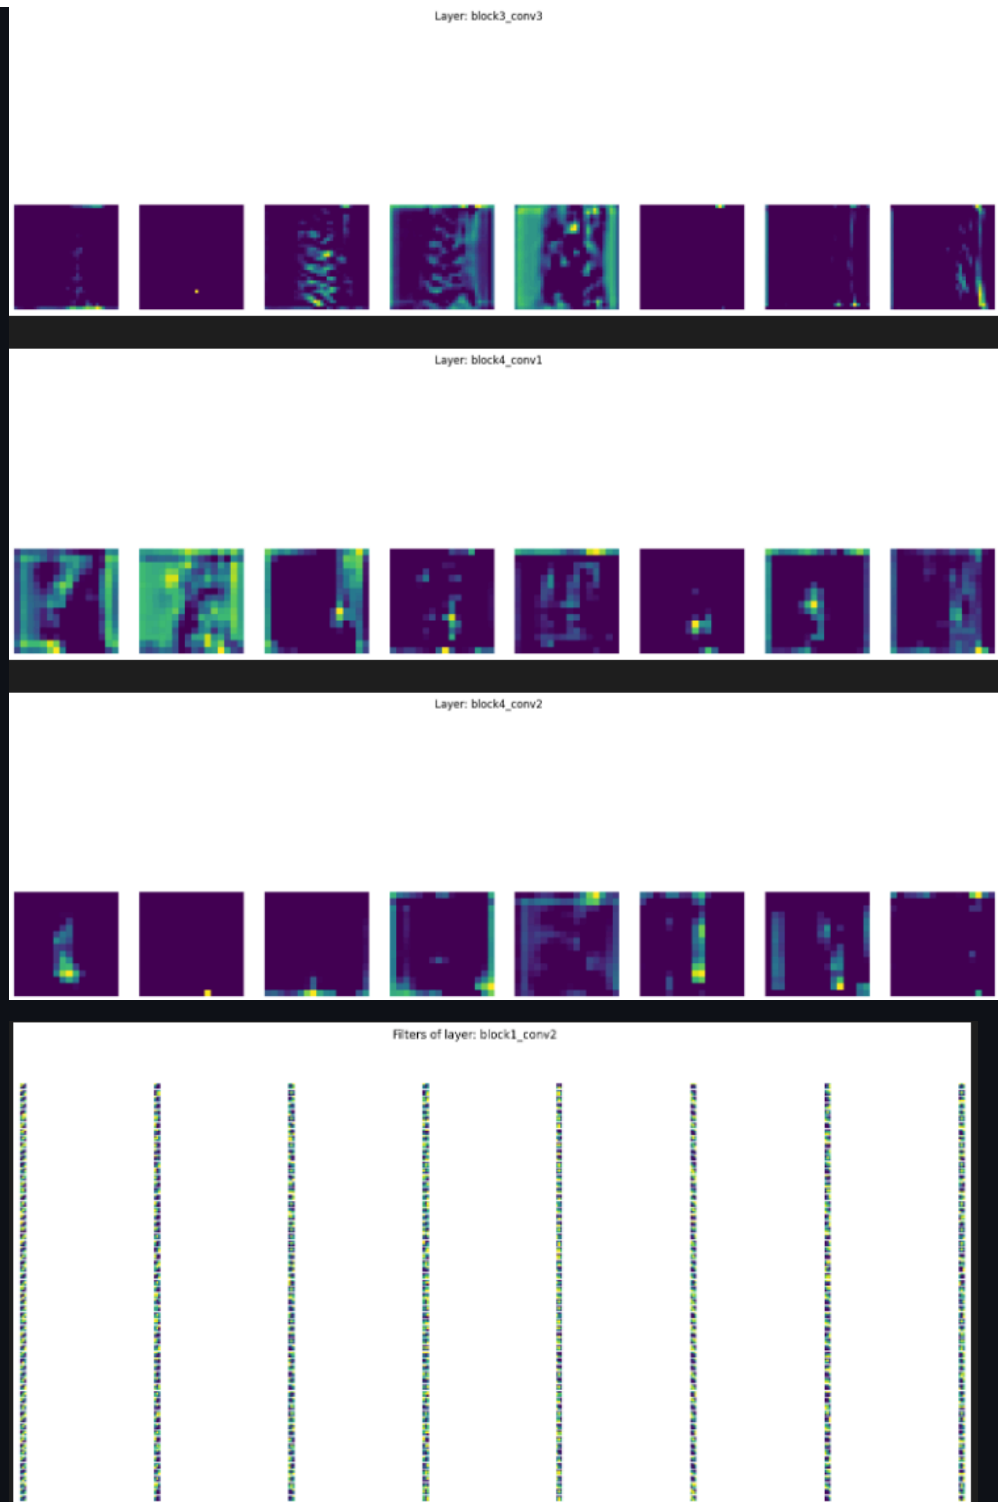 Layer: block3_conv3
Layer: block4_conv1
Layer: block4_conv2
Filters of layer: block1_conv2